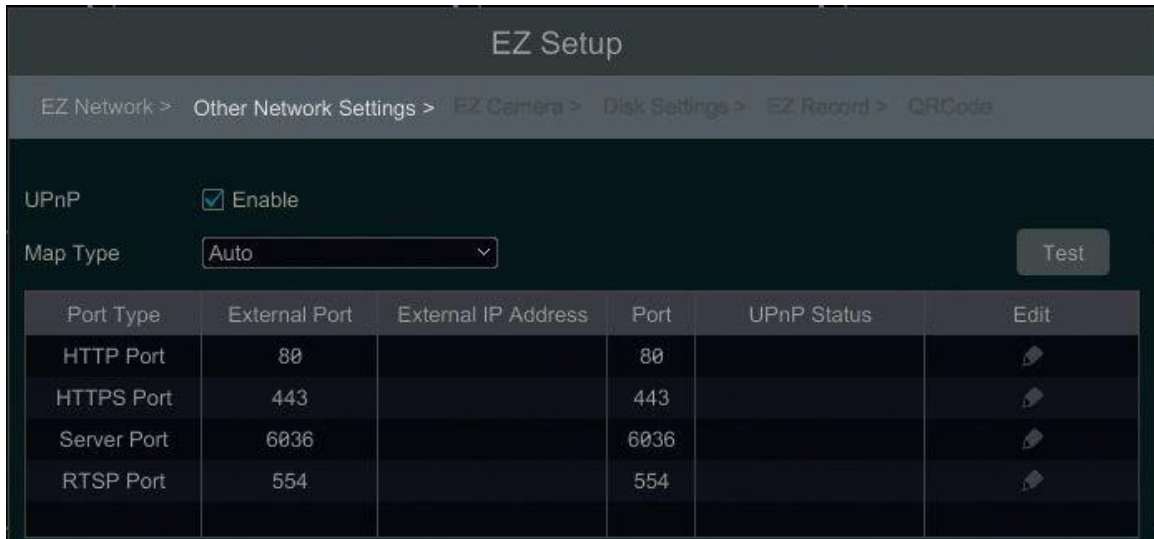 EZ Setup
EZ Network > Other Network Settings > EZ Camera > Disk Settings > EZ Record > QRCode
UPnP Enable
Map Type Auto Test
Port Type External Port External IP Address Port UPnP Status Edit
HTTP Port 80 80
HTTPS Port 443 443
Server Port 6036 6036
RTSP Port 554 554